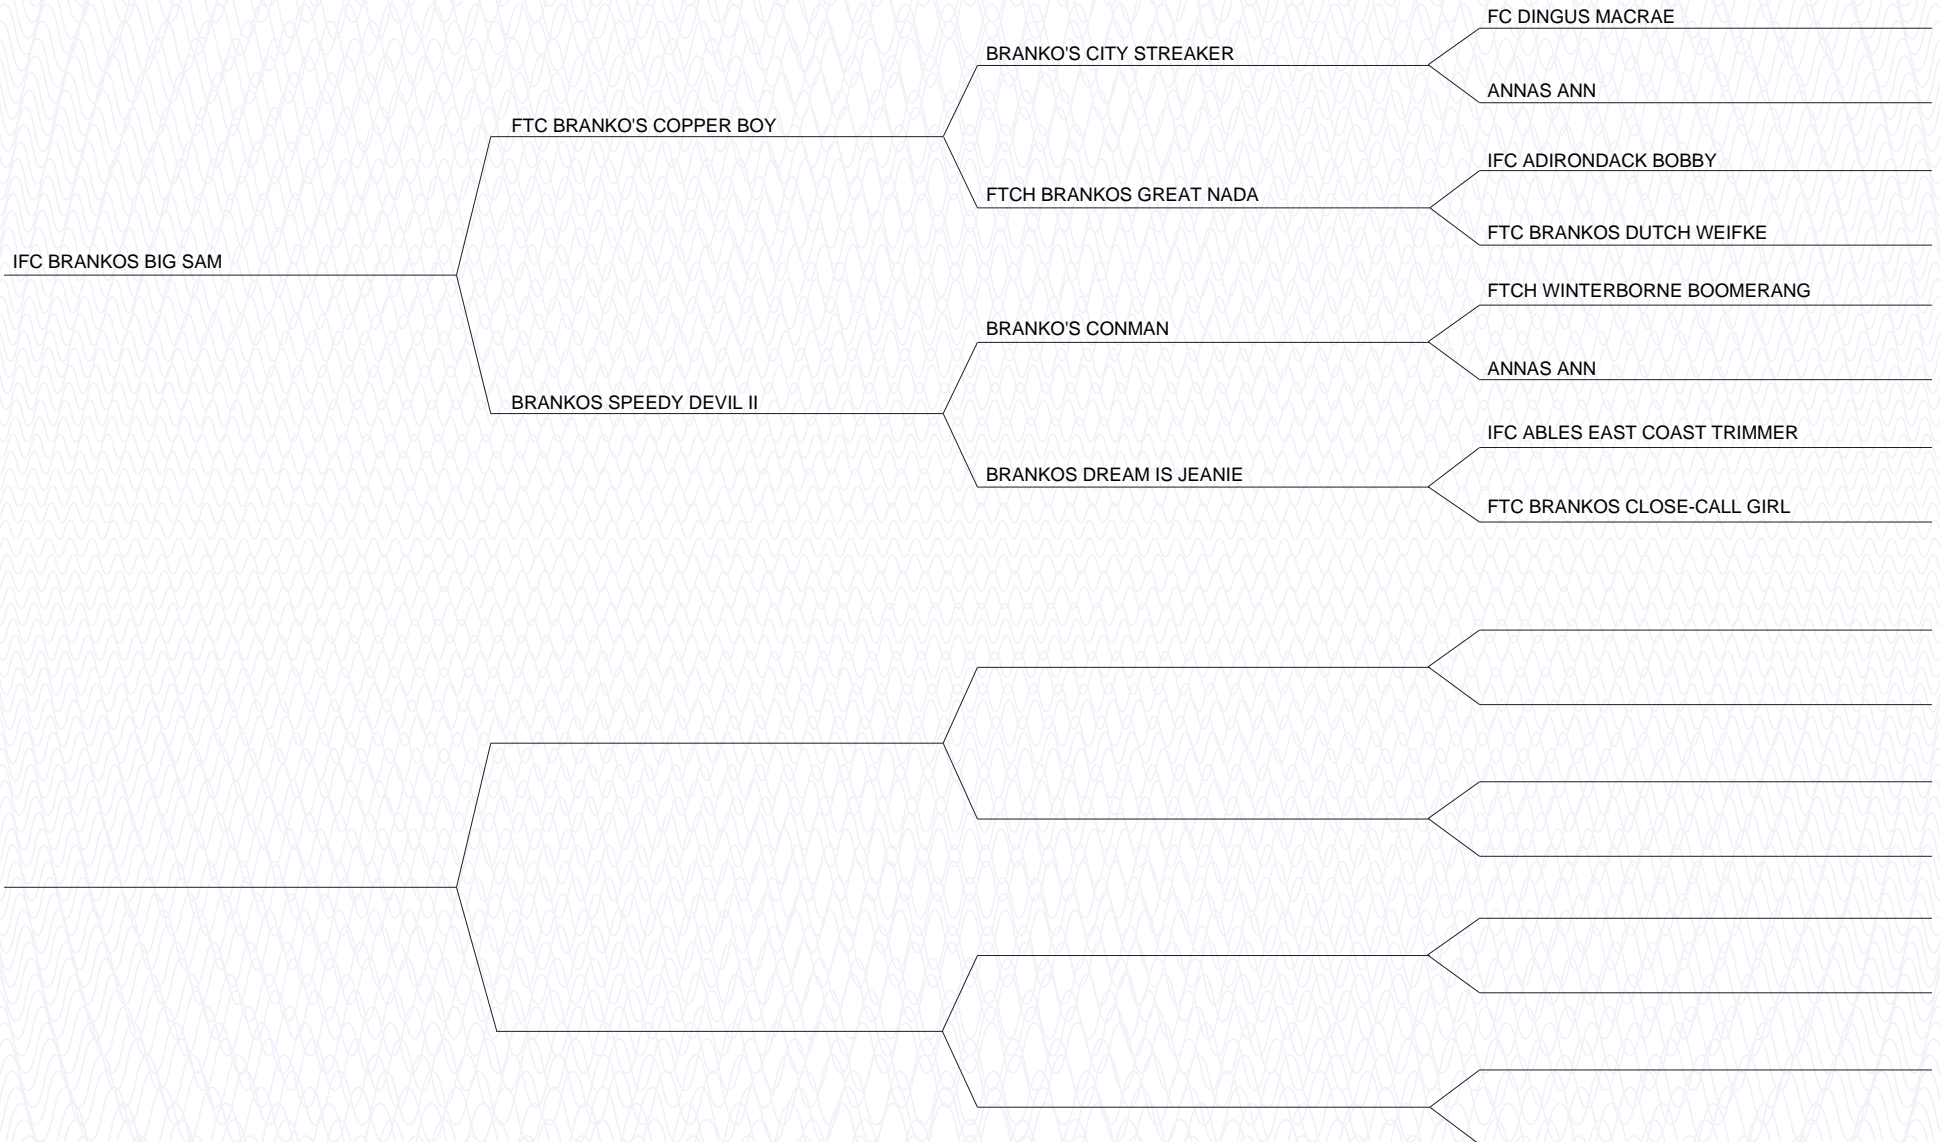 FC DINGUS MACRAE
BRANKO'S CITY STREAKER
ANNAS ANN
FTC BRANKO'S COPPER BOY
IFC ADIRONDACK BOBBY
FTCH BRANKOS GREAT NADA
FTC BRANKOS DUTCH WEIFKE
IFC BRANKOS BIG SAM
FTCH WINTERBORNE BOOMERANG
BRANKO'S CONMAN
ANNAS ANN
BRANKOS SPEEDY DEVIL II
IFC ABLES EAST COAST TRIMMER
BRANKOS DREAM IS JEANIE
FTC BRANKOS CLOSE-CALL GIRL